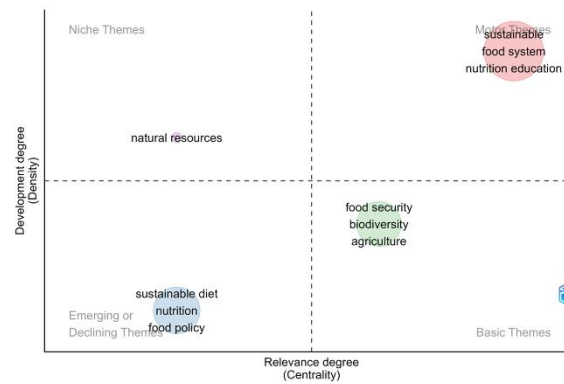 Niche Themes
Motor Themes
sustainable
food system
nutrition education
natural resources
Development degree
(Density)
food security
biodiversity
agriculture
sustainable diet
nutrition
food policy
Emerging or
Declining Themes
Basic Themes
Relevance degree
(Centrality)